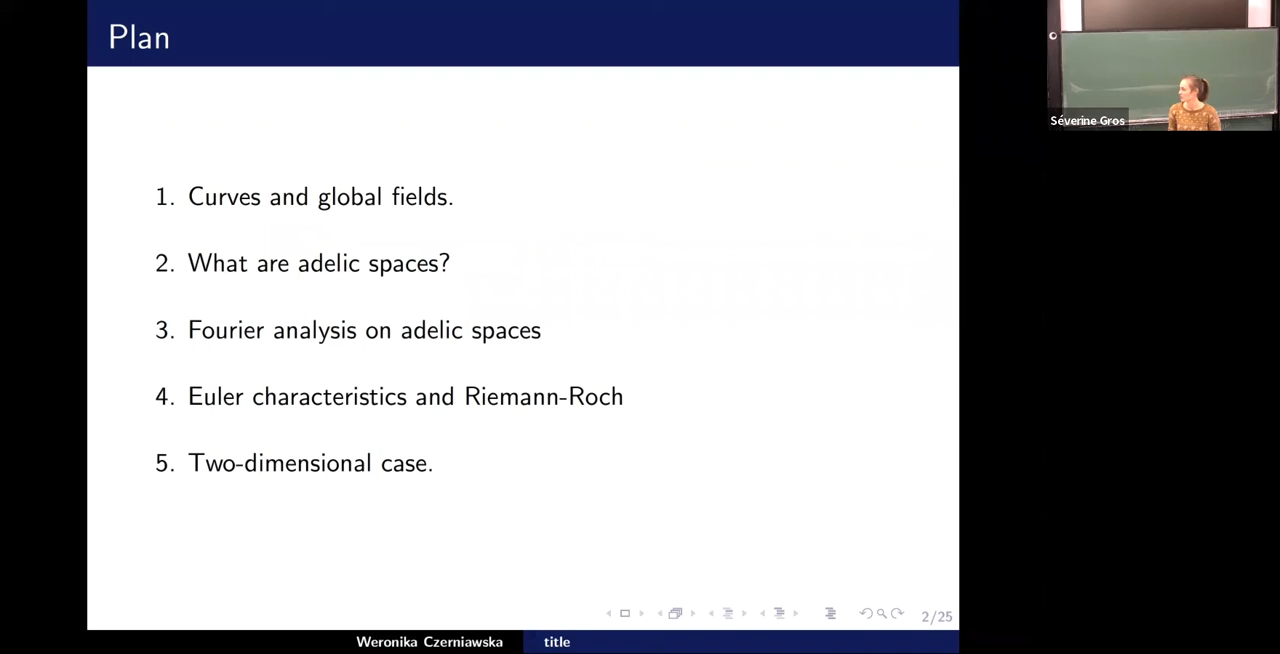 Plan
1. Curves and global fields.
2. What are adelic spaces?
3. Fourier analysis on adelic spaces
4. Euler characteristics and Riemann-Roch
5. Two-dimensional case.
2/25
Weronika Czerniawska title
Séverine Gros